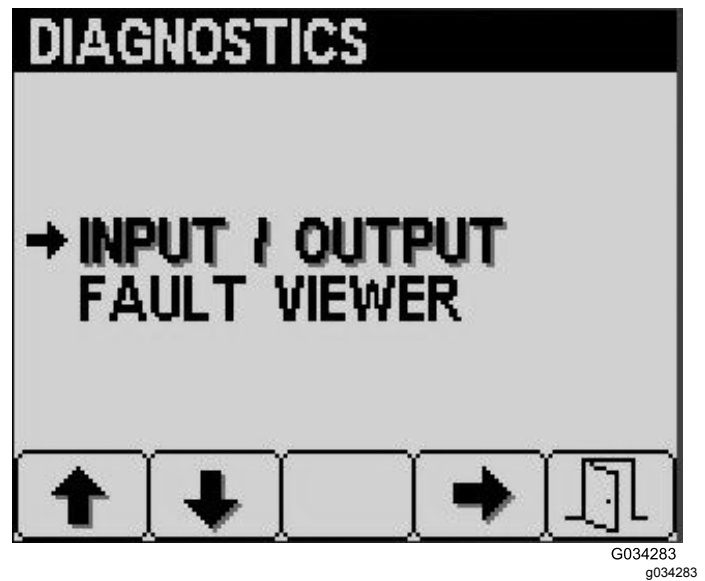 DIAGNOSTICS
INPUT / OUTPUT
FAULT VIEWER
G034283
g034283